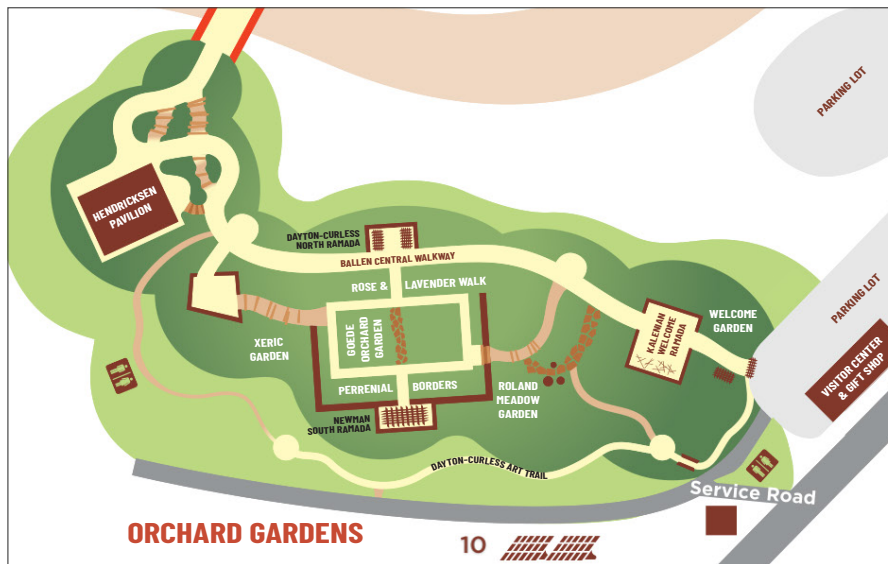 PARKING LOT
HENDRICKSEN
PAVILION
DAYTON-CURLESS
NORTH RAMADA
BALLEN CENTRAL WALKWAY
ROSE & LAVENDER WALK
GOEDE
ORCHARD
GARDEN
XERIC
GARDEN
PERRENIAL BORDERS
NEWMAN
SOUTH RAMADA
ROLAND
MEADOW
GARDEN
KALENIAN
WELCOME
RAMADA
WELCOME
GARDEN
PARKING LOT
VISITOR CENTER
& GIFT SHOP
DAYTON-CURLESS ART TRAIL
Service Road
ORCHARD GARDENS
10